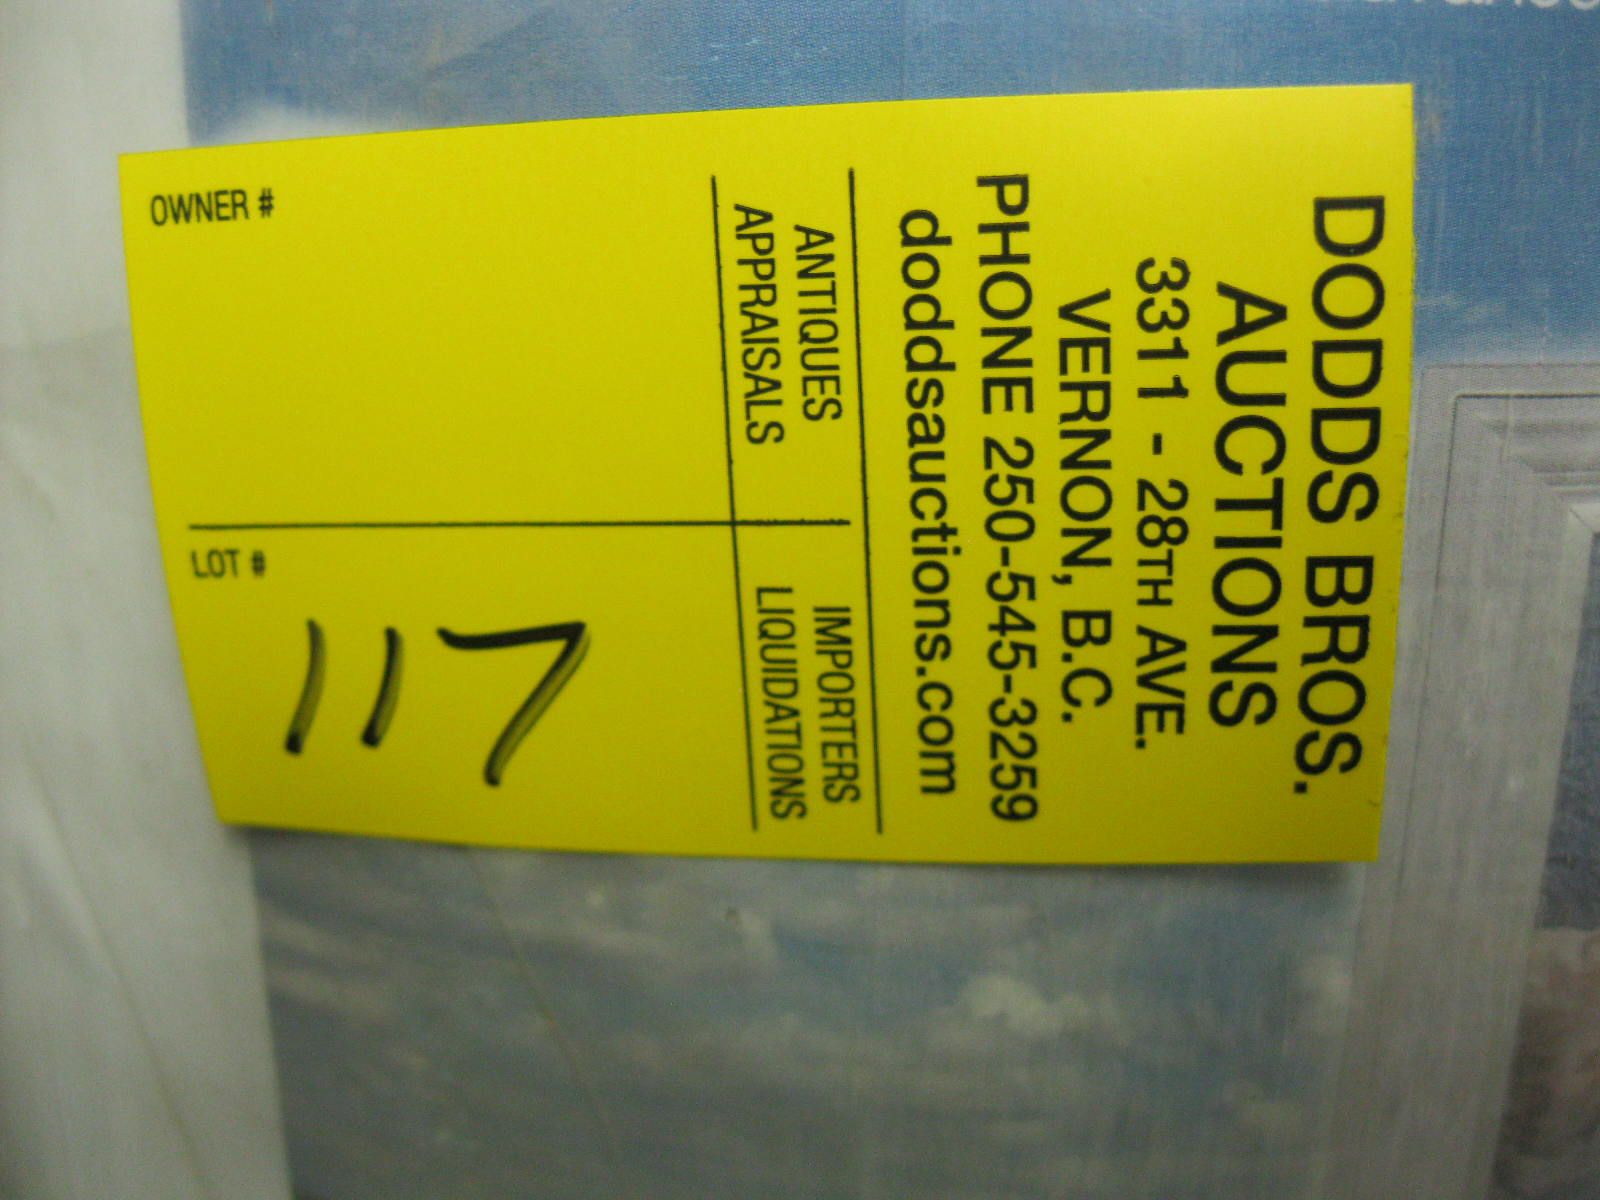 DODDS BROS.
AUCTIONS
3311 - 28TH AVE.
VERNON, B.C.
PHONE 250-545-3259
doddsauctions.com
ANTIQUES
APPRAISALS
IMPORTERS
LIQUIDATIONS
OWNER #
LOT #
117